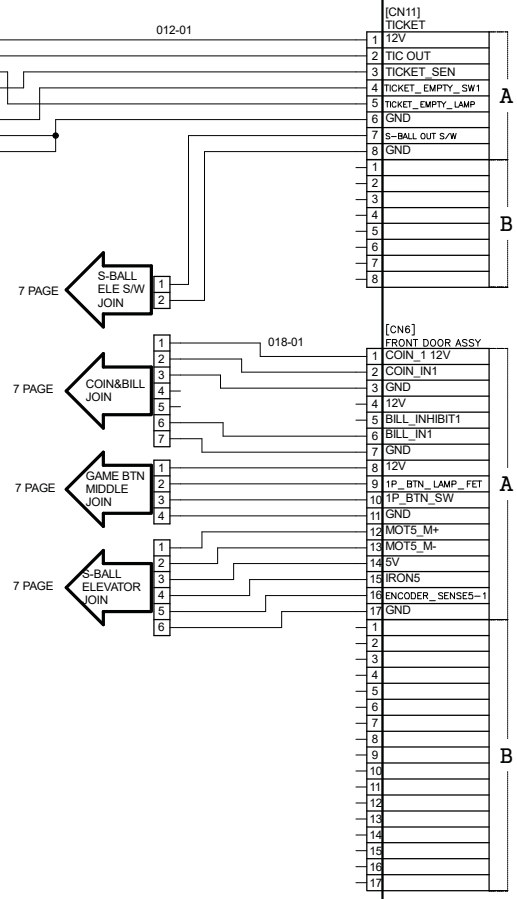 [CN11]
TICKET
012-01
1 12V
2 TIC OUT
3 TICKET_SEN
4 TICKET_EMPTY_SW1
5 TICKET_EMPTY_LAMP
6 GND
7 S-BALL OUT S/W
8 GND
A
1
2
3
4
5
6
7
8
B
7 PAGE
S-BALL
ELE S/W
JOIN
1
2
[CN6]
FRONT DOOR ASSY
018-01
1 COIN_1 12V
2 COIN_IN1
3 GND
4 12V
5 BILL_INHIBIT1
6 BILL_IN1
7 GND
8 12V
9 1P_BTN_LAMP_FET
10 1P_BTN_SW
11 GND
12 MOT5_M+
13 MOT5_M-
14 5V
15 IRON5
16 ENCODER_SENSE5-1
17 GND
A
7 PAGE
COIN&BILL
JOIN
1
2
3
4
5
6
7
7 PAGE
GAME BTN
MIDDLE
JOIN
1
2
3
4
7 PAGE
S-BALL
ELEVATOR
JOIN
1
2
3
4
5
6
1
2
3
4
5
6
7
8
9
10
11
12
13
14
15
16
17
B